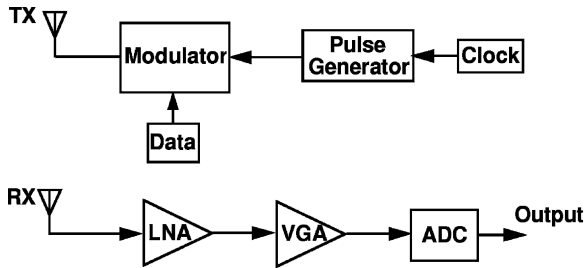 TX
Modulator
Pulse
Generator
Clock
Data
RX
LNA
VGA
ADC
Output